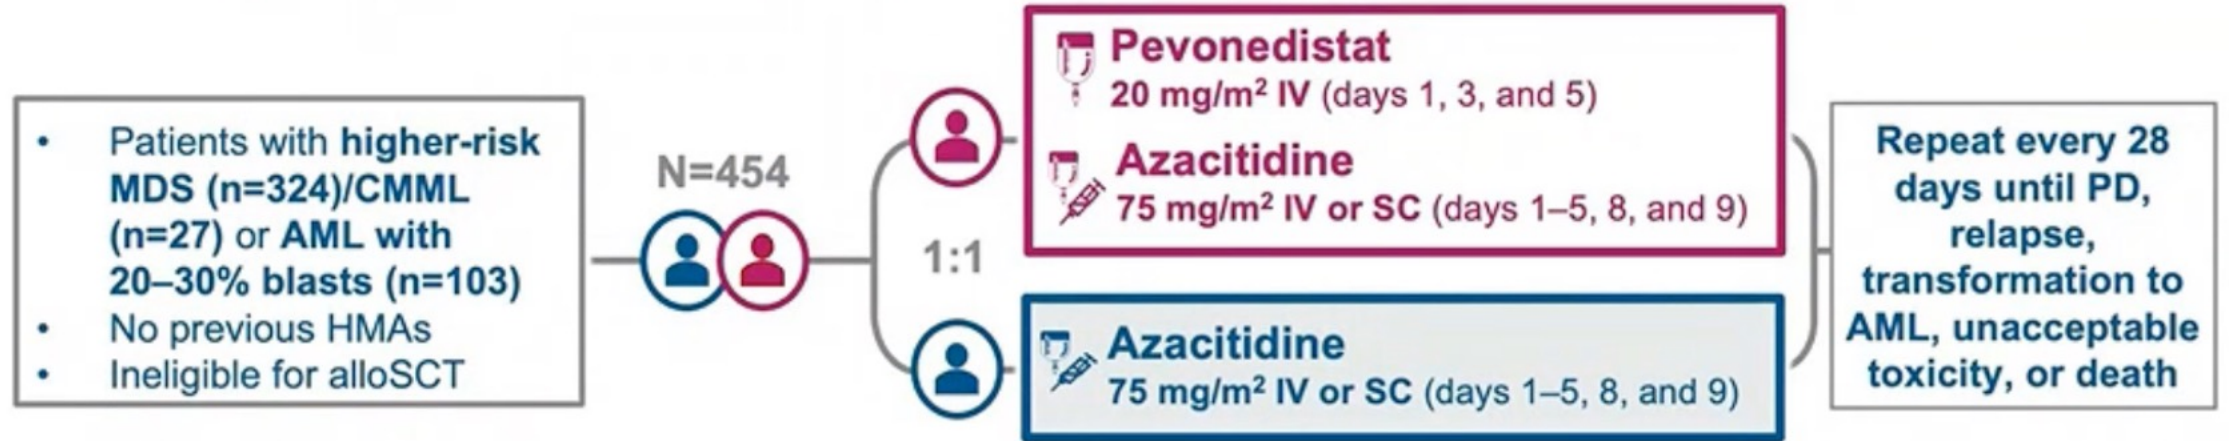 • Patients with higher-risk
MDS (n=324)/CMML
(n=27) or AML with
20–30% blasts (n=103)
• No previous HMAs
• Ineligible for alloSCT
N=454
1:1
Pevonedistat
20 mg/m² IV (days 1, 3, and 5)
Azacitidine
75 mg/m² IV or SC (days 1–5, 8, and 9)
Azacitidine
75 mg/m² IV or SC (days 1–5, 8, and 9)
Repeat every 28
days until PD,
relapse,
transformation to
AML, unacceptable
toxicity, or death